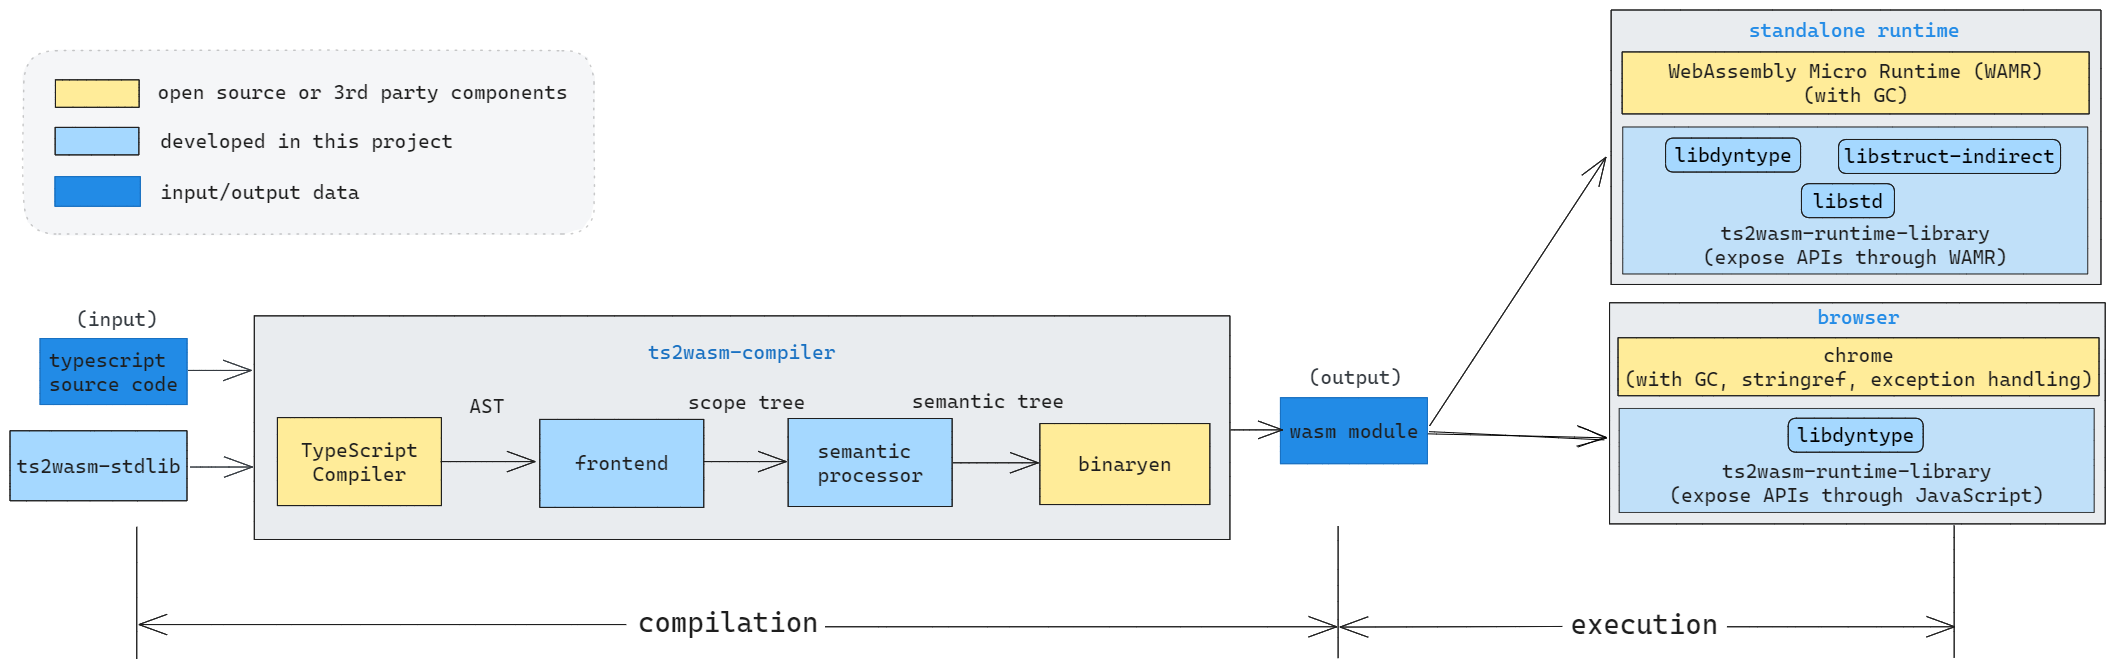 open source or 3rd party components
developed in this project
input/output data
(input)
typescript
source code
ts2wasm-stdlib
ts2wasm-compiler
TypeScript
Compiler
AST
frontend
scope tree
semantic
processor
semantic tree
binaryen
(output)
wasm module
standalone runtime
WebAssembly Micro Runtime (WAMR)
(with GC)
libdyntype
libstruct-indirect
libstd
ts2wasm-runtime-library
(expose APIs through WAMR)
browser
chrome
(with GC, stringref, exception handling)
libdyntype
ts2wasm-runtime-library
(expose APIs through JavaScript)
compilation
execution